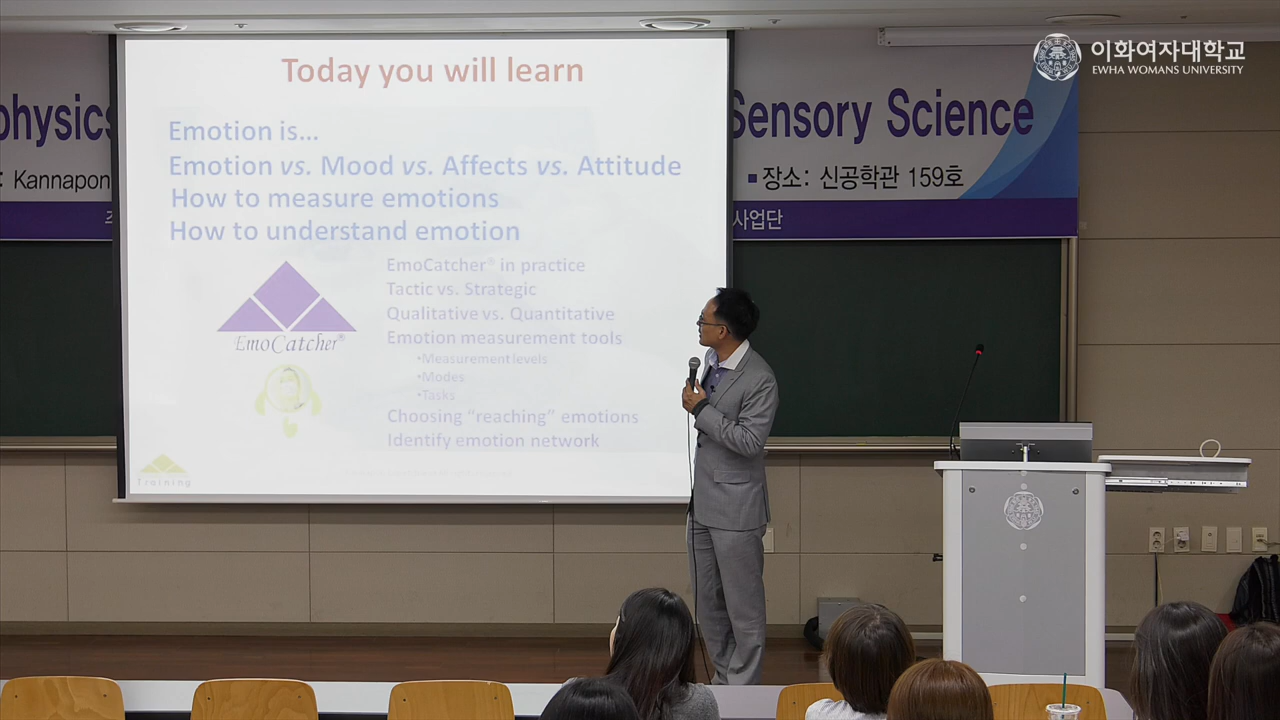 이화여자대학교
EWHA WOMANS UNIVERSITY
physics
Sensory Science
: Kannapon
■ 장소: 신공학관 159호
사업단
Today you will learn
Emotion is...
Emotion vs. Mood vs. Affects vs. Attitude
How to measure emotions
How to understand emotion
EmoCatcher® in practice
Tactic vs. Strategic
Qualitative vs. Quantitative
Emotion measurement tools
•Measurement levels
•Modes
•Tasks
Choosing “reaching” emotions
Identify emotion network
EmoCatcher®
Training